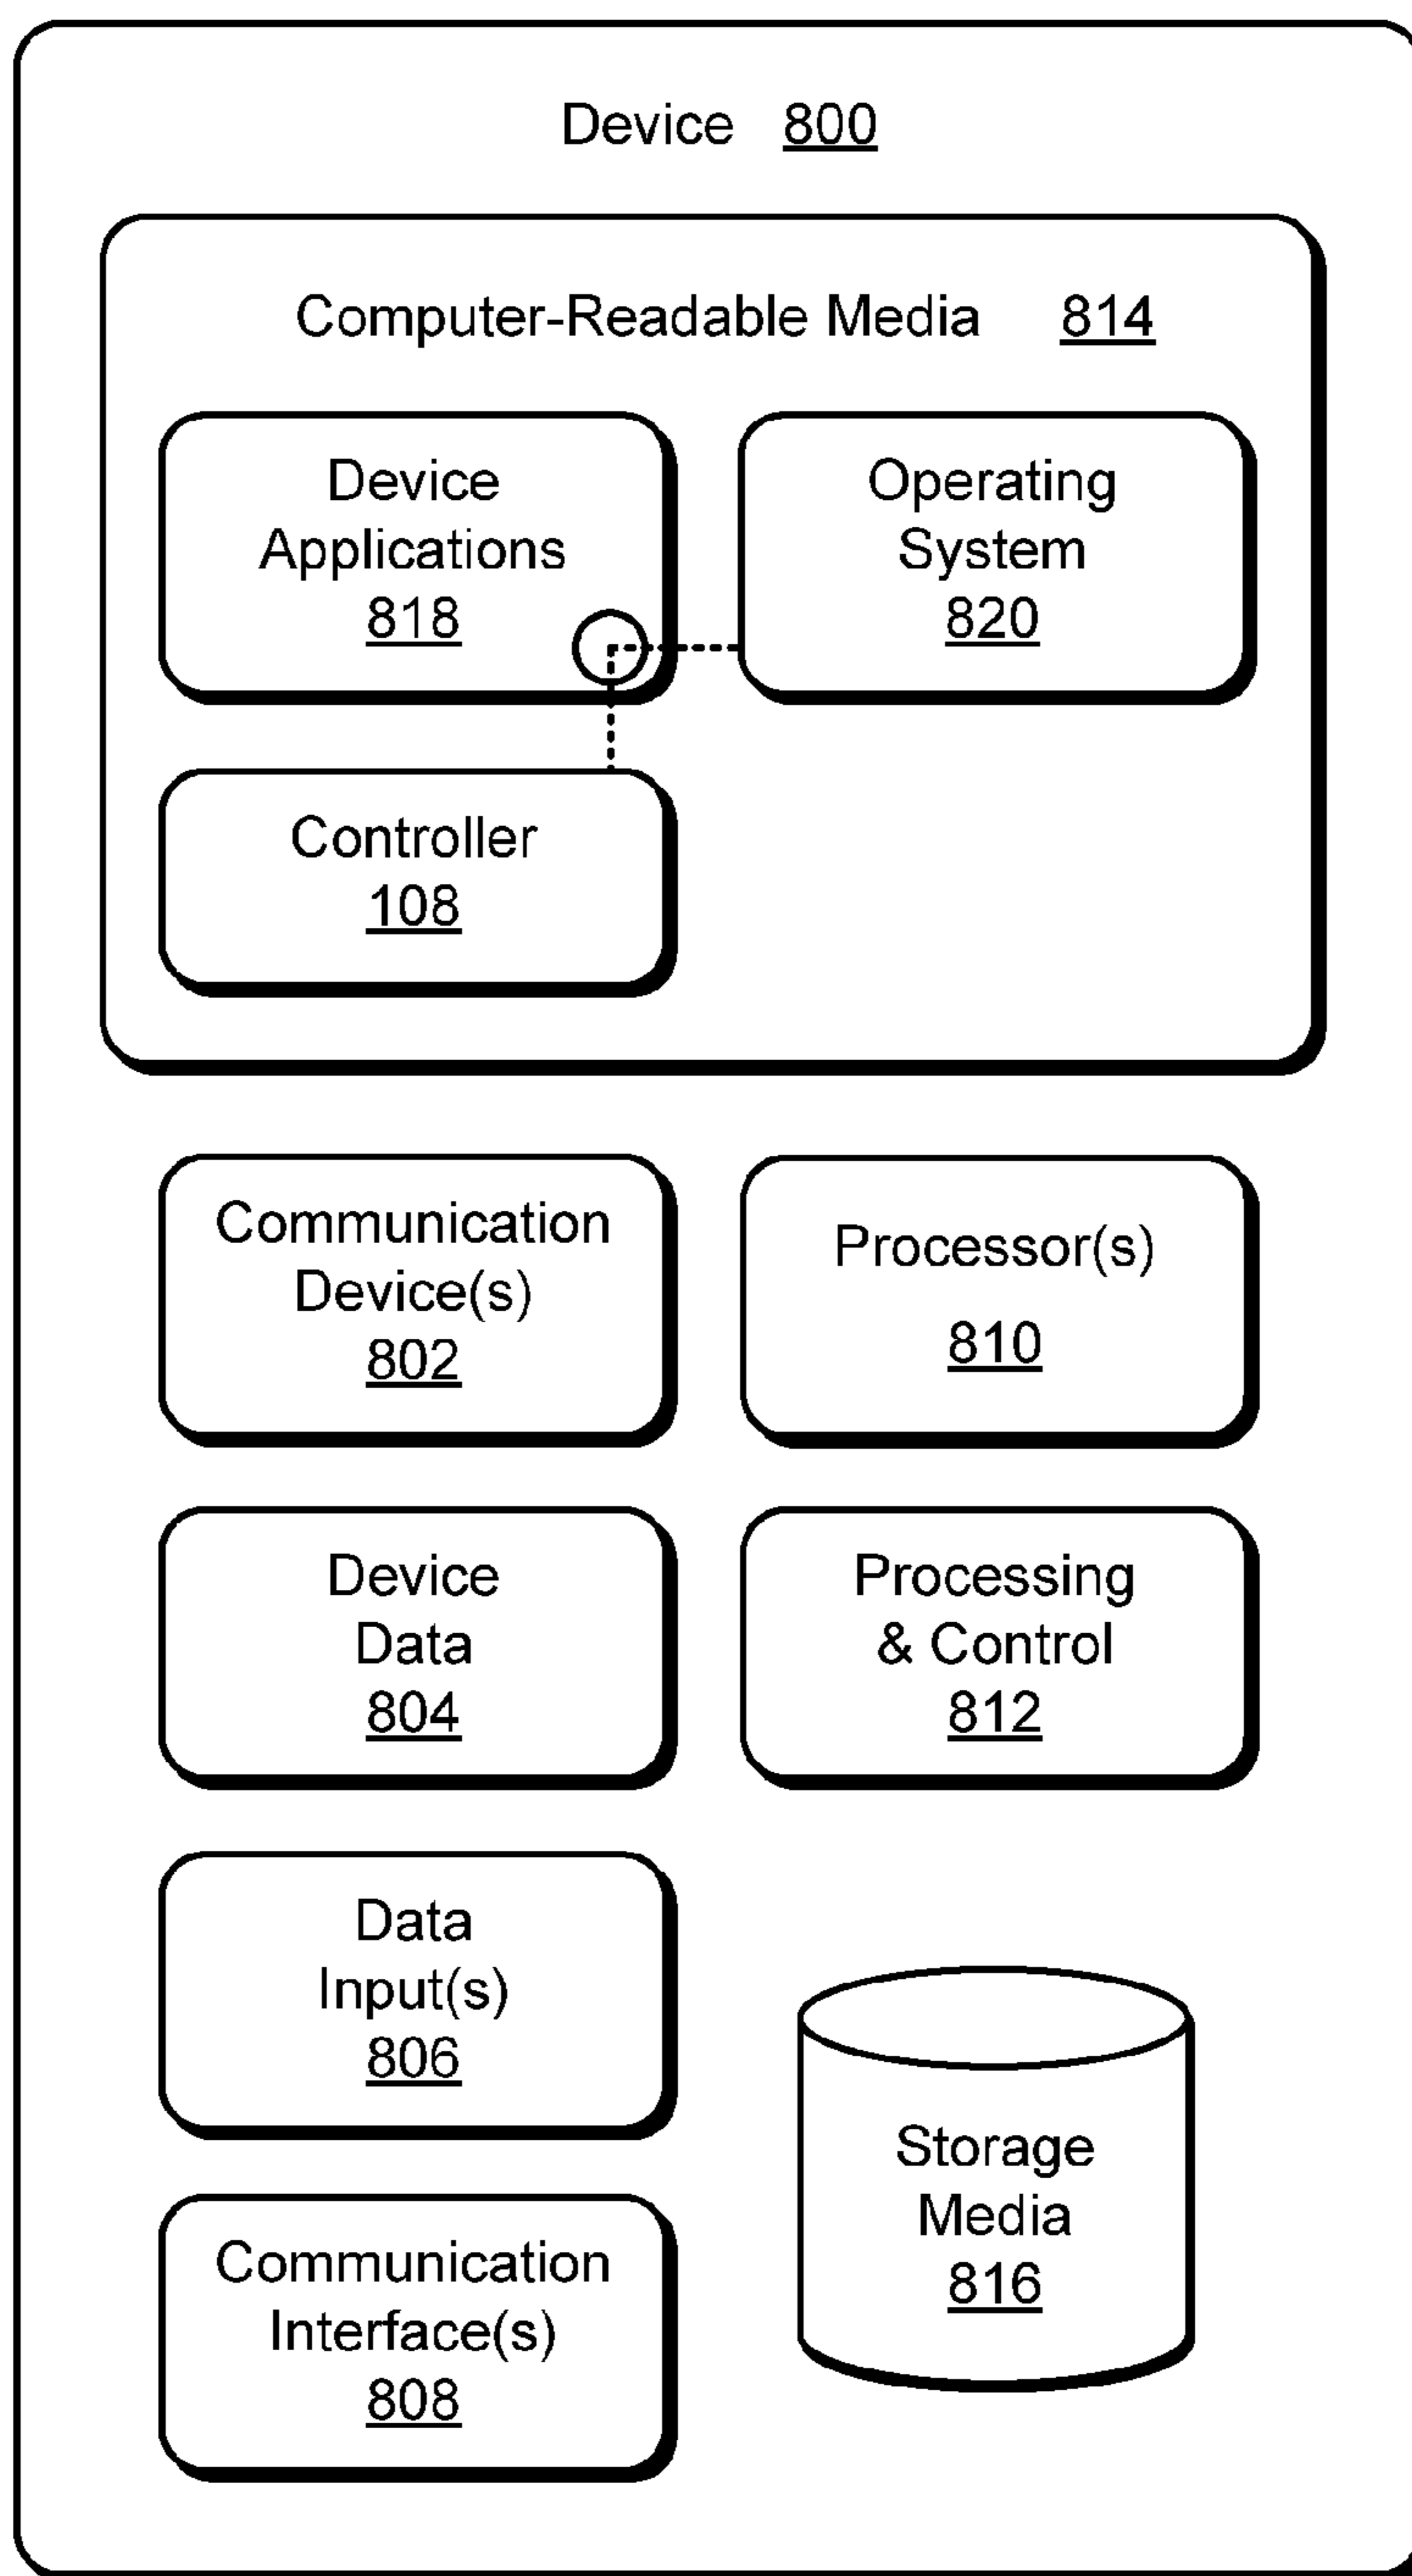 Device 800
Computer-Readable Media 814
Device
Applications
818
Operating
System
820
Controller
108
Communication
Device(s)
802
Processor(s)
810
Device
Data
804
Processing
& Control
812
Data
Input(s)
806
Storage
Media
816
Communication
Interface(s)
808